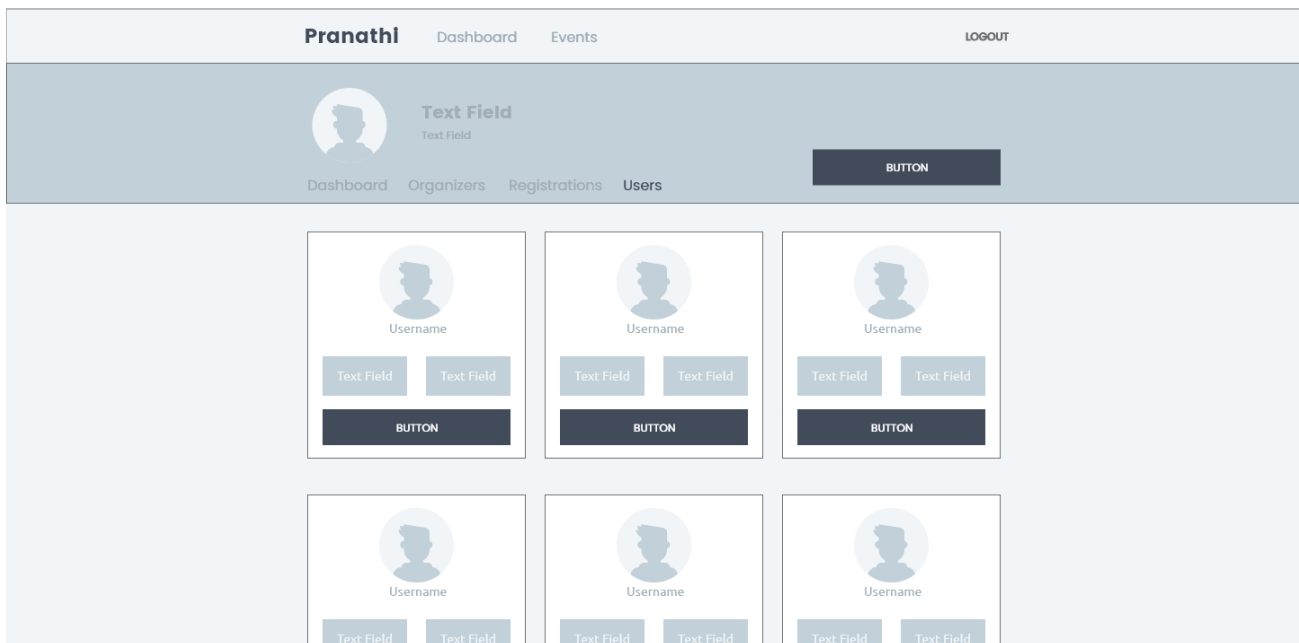 Pranathi Dashboard Events LOGOUT
Text Field
Text Field
BUTTON
Dashboard Organizers Registrations Users
Username Username Username
Text Field Text Field Text Field Text Field Text Field Text Field
BUTTON BUTTON BUTTON
Username Username Username
Text Field Text Field Text Field Text Field Text Field Text Field